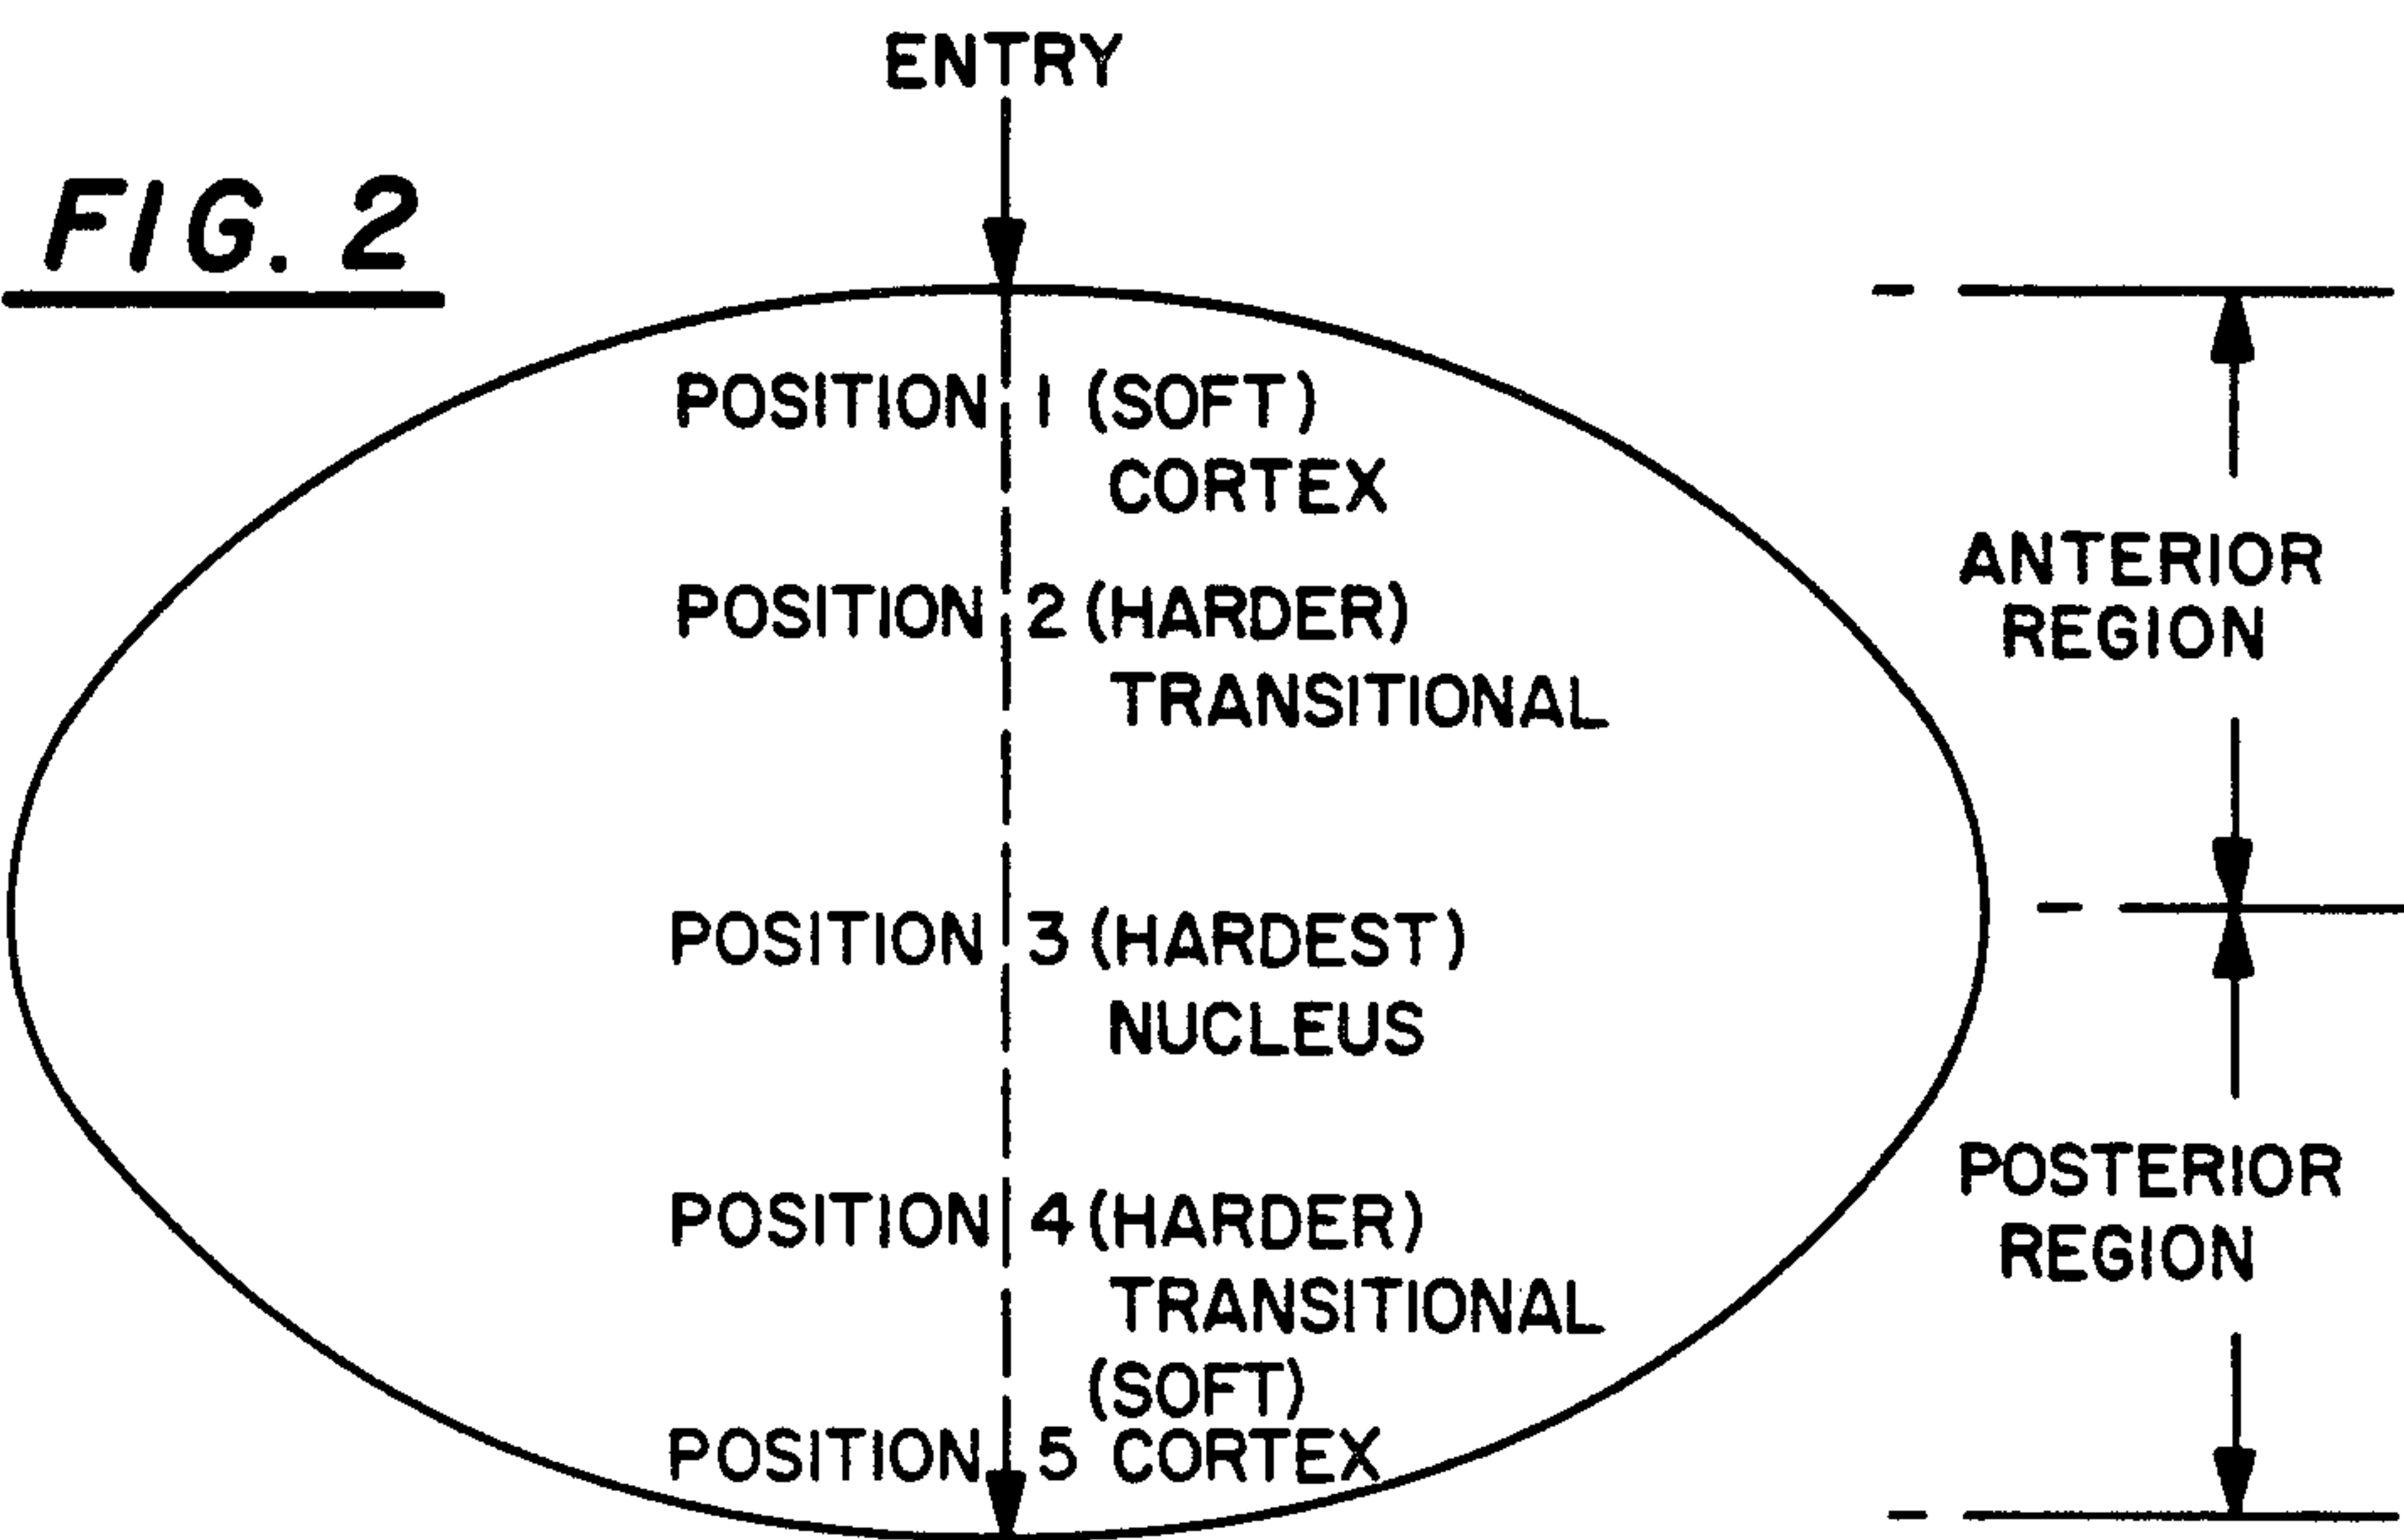 ENTRY
FIG. 2
POSITION 1 (SOFT)
CORTEX
POSITION 2 (HARDER)
TRANSITIONAL
ANTERIOR
REGION
POSITION 3 (HARDEST)
NUCLEUS
POSITION 4 (HARDER)
TRANSITIONAL
(SOFT)
POSITION 5 CORTEX
POSTERIOR
REGION